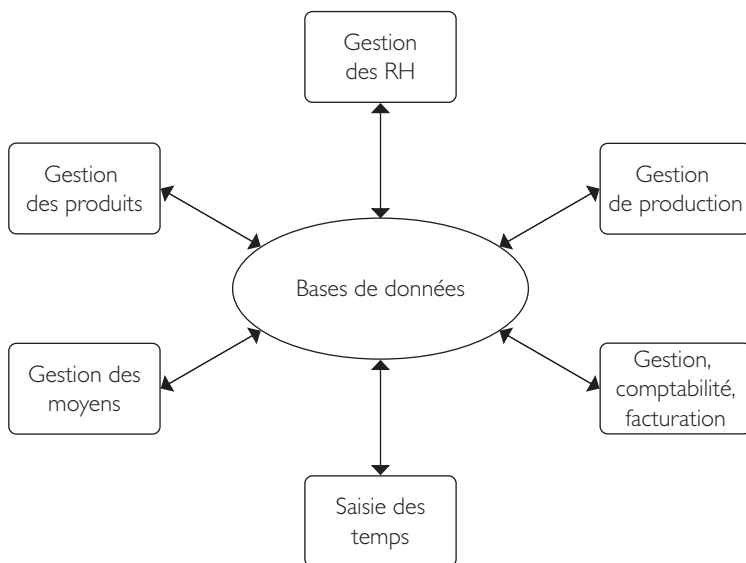 Gestion
des RH
Gestion
des produits
Gestion
de production
Bases de données
Gestion des
moyens
Gestion,
comptabilité,
facturation
Saisie des
temps